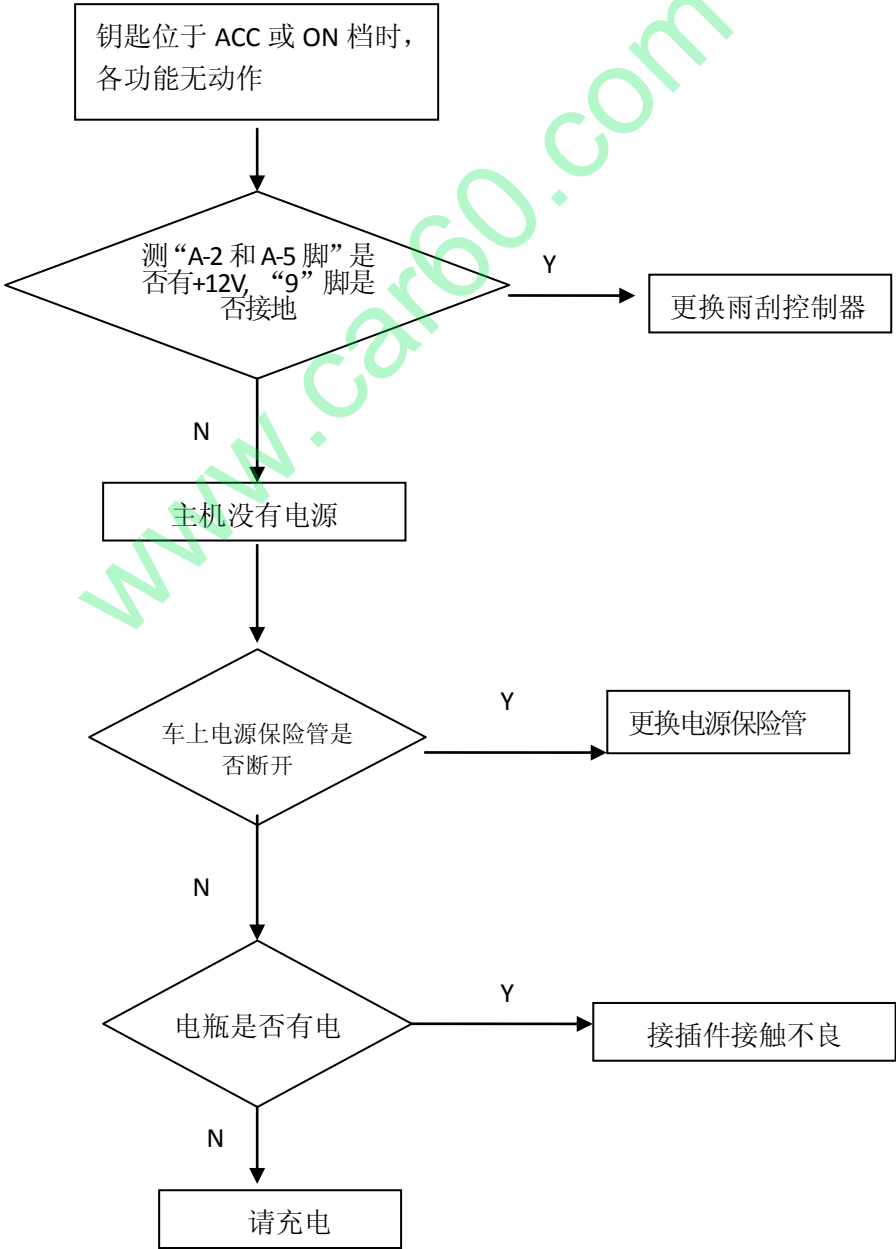 钥匙位于 ACC 或 ON 档时，
各功能无动作
测“A-2 和 A-5 脚”是
否有+12V, “9”脚是
否接地
Y
更换雨刮控制器
N
主机没有电源
车上电源保险管是
否断开
Y
更换电源保险管
N
电瓶是否有电
Y
接插件接触不良
N
请充电
www.car60.com